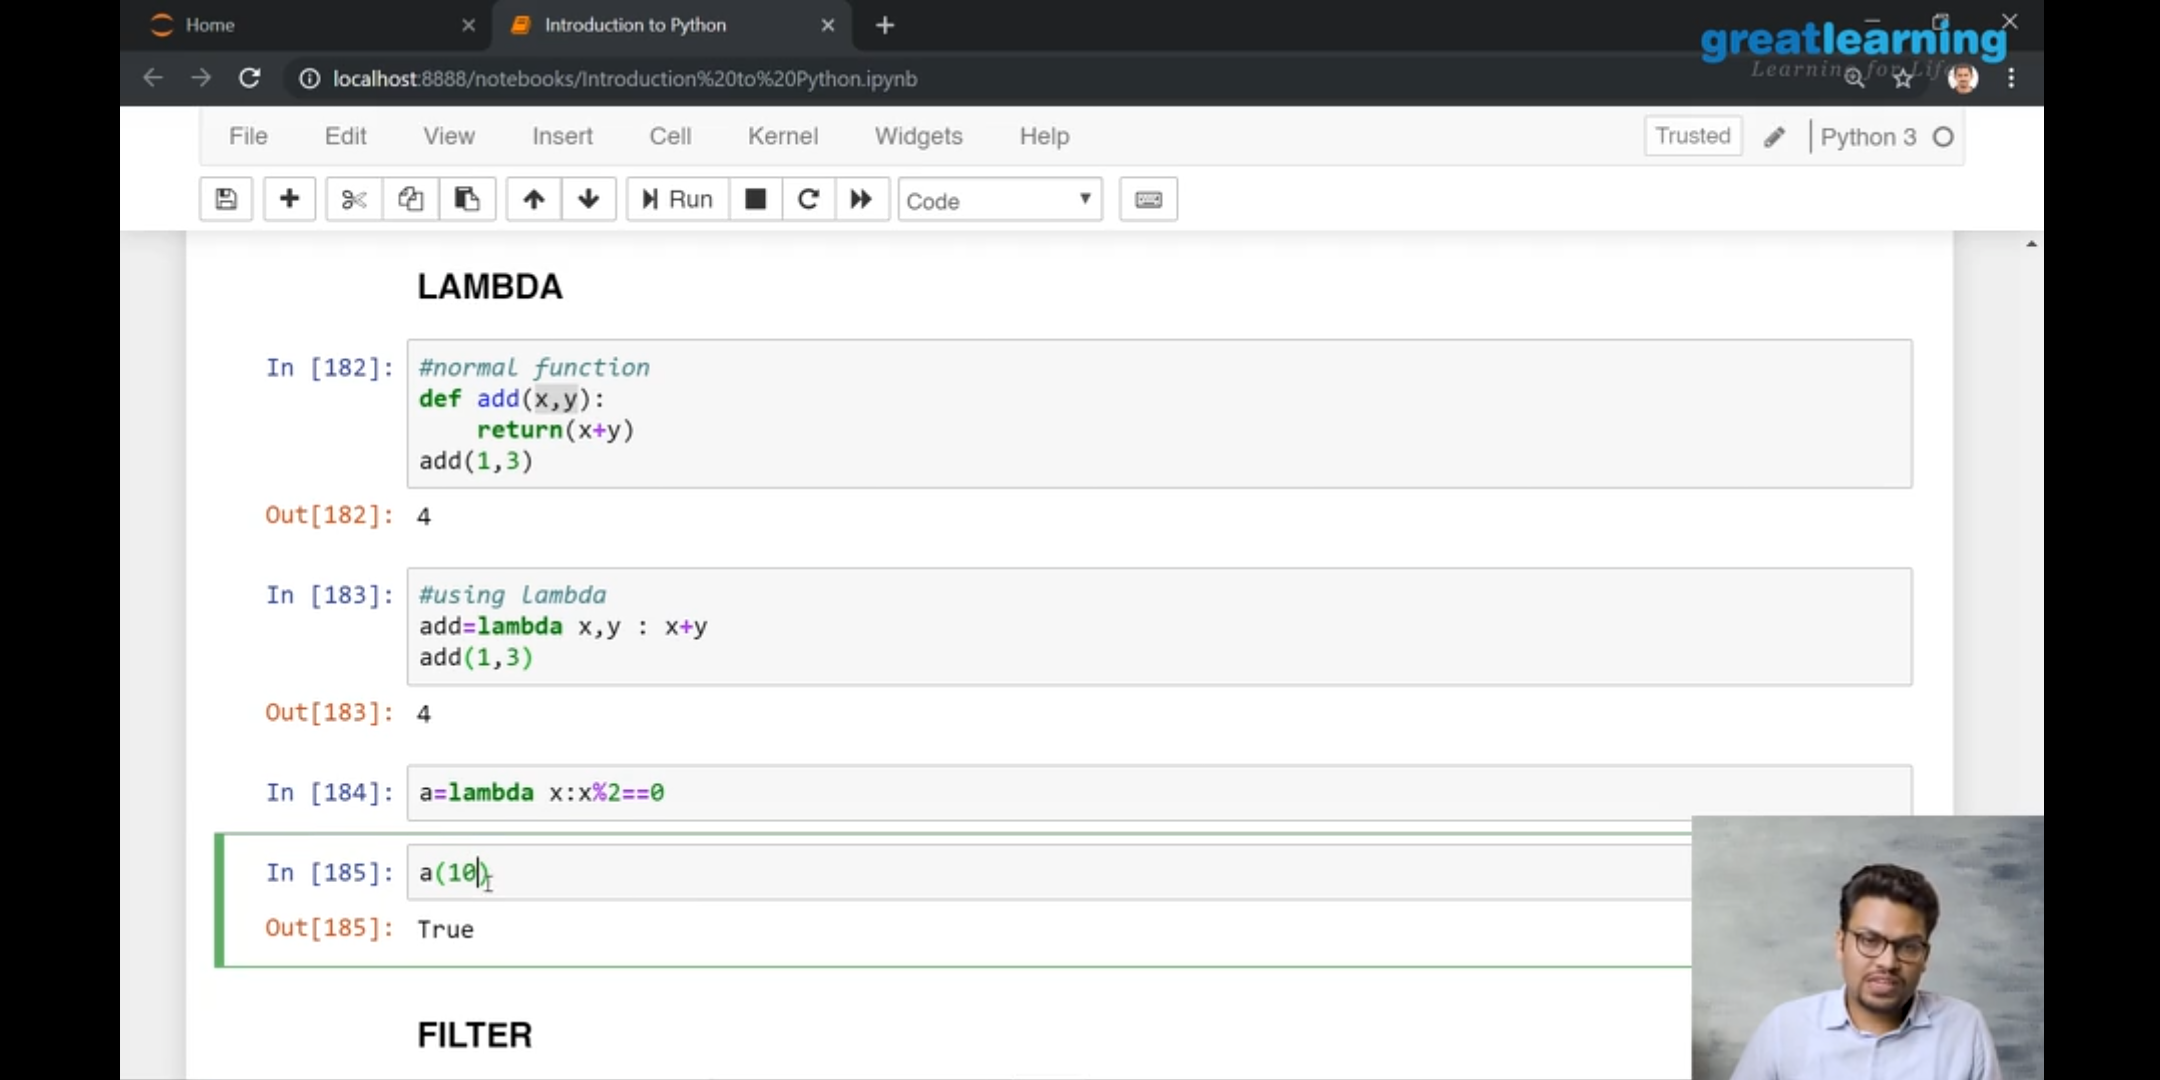 Home
Introduction to Python
greatlearning
Learning for Life
localhost:8888/notebooks/Introduction%20to%20Python.ipynb
File Edit View Insert Cell Kernel Widgets Help Trusted Python 3
Run Code
LAMBDA
In [182]: #normal function
def add(x,y):
return(x+y)
add(1,3)
Out[182]: 4
In [183]: #using lambda
add=lambda x,y : x+y
add(1,3)
Out[183]: 4
In [184]: a=lambda x:x%2==0
In [185]: a(10)
Out[185]: True
FILTER